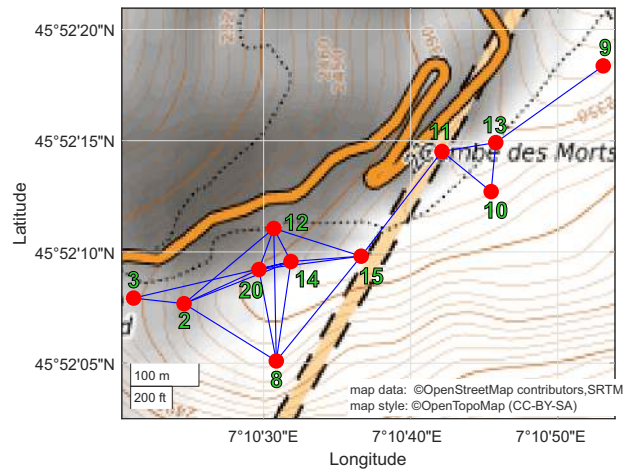 45°52'20"N
9
11
13
45°52'15"N
Combe des Morts
10
12
45°52'10"N
3
20
14
15
2
d
8
45°52'05"N
100 m
200 ft
map data: ©OpenStreetMap contributors,SRTM
map style: ©OpenTopoMap (CC-BY-SA)
7°10'30"E
7°10'40"E
7°10'50"E
Longitude
Latitude